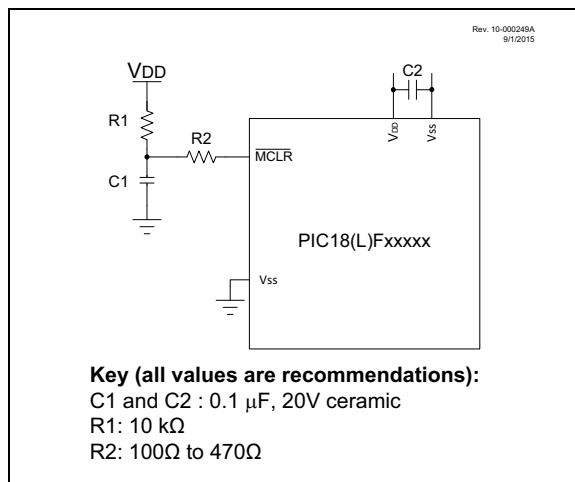 Rev. 10-000249A
9/1/2015
C2
VDD
R1
R2
VDD
Vss
MCLR
C1
PIC18(L)Fxxxxx
Vss
Key (all values are recommendations):
C1 and C2 : 0.1 μF, 20V ceramic
R1: 10 kΩ
R2: 100Ω to 470Ω